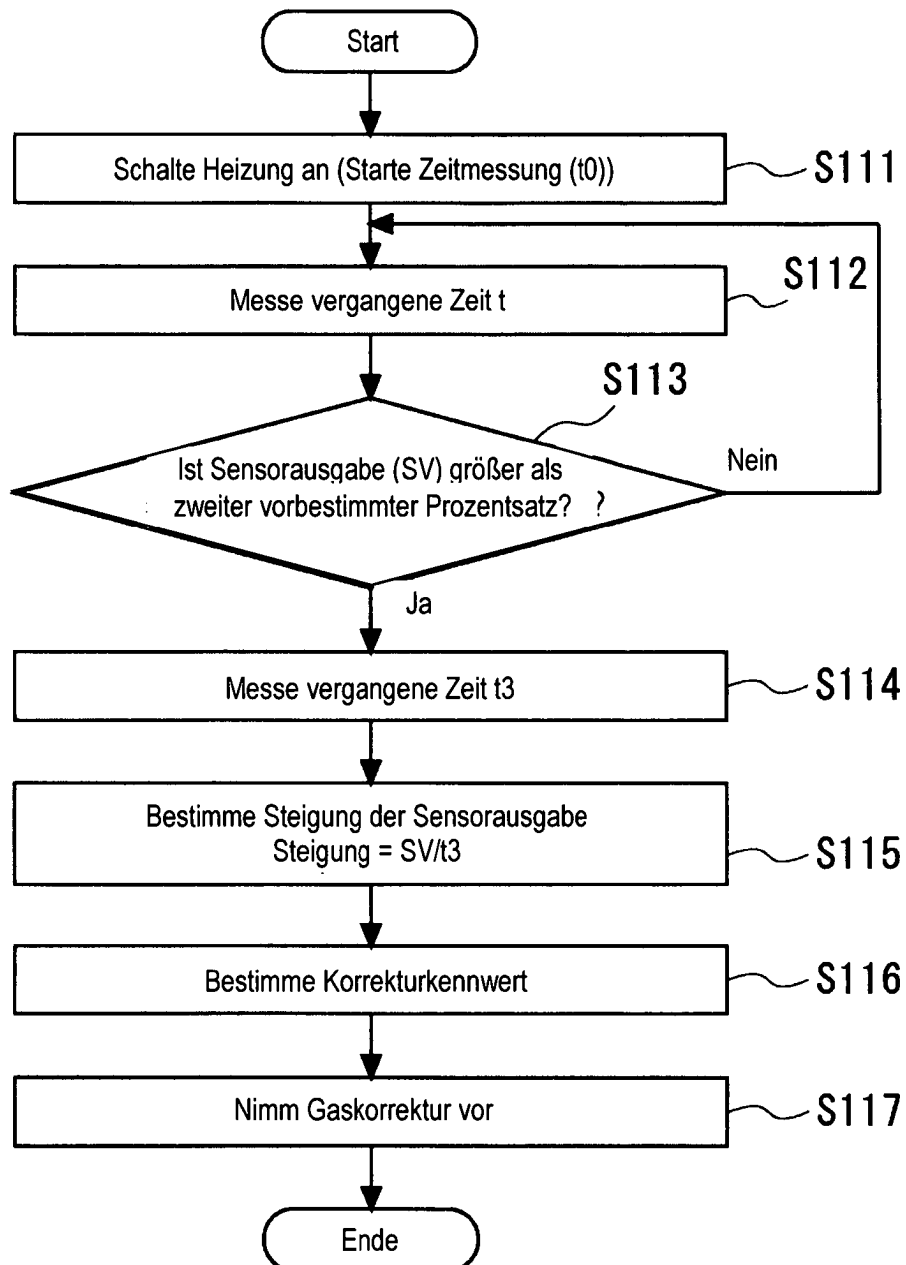 Start
Schalte Heizung an (Starte Zeitmessung (t0))
S111
Messe vergangene Zeit t
S112
S113
Ist Sensorausgabe (SV) größer als
zweiter vorbestimmter Prozentsatz? ?
Nein
Ja
Messe vergangene Zeit t3
S114
Bestimme Steigung der Sensorausgabe
Steigung = SV/t3
S115
Bestimme Korrekturkennwert
S116
Nimm Gaskorrektur vor
S117
Ende